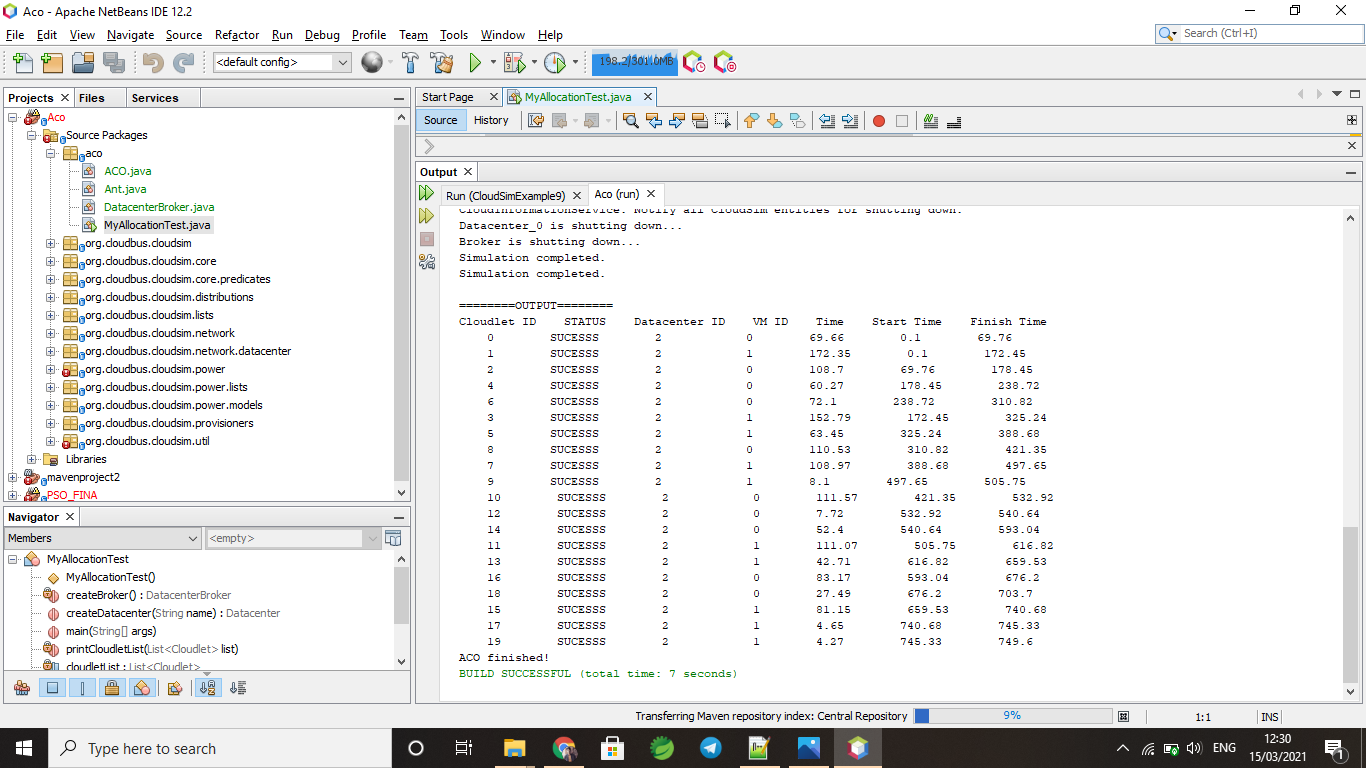 Aco - Apache NetBeans IDE 12.2
File Edit View Navigate Source Refactor Run Debug Profile Team Tools Window Help
Search (Ctrl+I)
<default config>
198.2/301.0MB
Projects Files Services
Aco
Source Packages
aco
ACO.java
Ant.java
DatacenterBroker.java
MyAllocationTest.java
org.cloudbus.cloudsim
org.cloudbus.cloudsim.core
org.cloudbus.cloudsim.core.predicates
org.cloudbus.cloudsim.distributions
org.cloudbus.cloudsim.lists
org.cloudbus.cloudsim.network
org.cloudbus.cloudsim.network.datacenter
org.cloudbus.cloudsim.power
org.cloudbus.cloudsim.power.lists
org.cloudbus.cloudsim.power.models
org.cloudbus.cloudsim.provisioners
org.cloudbus.cloudsim.util
Libraries
mavenproject2
PSO_FINA
Navigator
Members
<empty>
MyAllocationTest
MyAllocationTest()
createBroker() : DatacenterBroker
createDatacenter(String name) : Datacenter
main(String[] args)
printCloudletList(List<Cloudlet> list)
cloudletList : List<Cloudlet>
Start Page MyAllocationTest.java
Source History
Output
Run (CloudSimExample9) Aco (run)
CloudInformationService: Notify all CloudSim entities for shutting down.
Datacenter_0 is shutting down...
Broker is shutting down...
Simulation completed.
Simulation completed.
========OUTPUT========
Cloudlet ID STATUS Datacenter ID VM ID Time Start Time Finish Time
0 SUCESSS 2 0 69.66 0.1 69.76
1 SUCESSS 2 1 172.35 0.1 172.45
2 SUCESSS 2 0 108.7 69.76 178.45
4 SUCESSS 2 0 60.27 178.45 238.72
6 SUCESSS 2 0 72.1 238.72 310.82
3 SUCESSS 2 1 152.79 172.45 325.24
5 SUCESSS 2 1 63.45 325.24 388.68
8 SUCESSS 2 0 110.53 310.82 421.35
7 SUCESSS 2 1 108.97 388.68 497.65
9 SUCESSS 2 1 8.1 497.65 505.75
10 SUCESSS 2 0 111.57 421.35 532.92
12 SUCESSS 2 0 7.72 532.92 540.64
14 SUCESSS 2 0 52.4 540.64 593.04
11 SUCESSS 2 1 111.07 505.75 616.82
13 SUCESSS 2 1 42.71 616.82 659.53
16 SUCESSS 2 0 83.17 593.04 676.2
18 SUCESSS 2 0 27.49 676.2 703.7
15 SUCESSS 2 1 81.15 659.53 740.68
17 SUCESSS 2 1 4.65 740.68 745.33
19 SUCESSS 2 1 4.27 745.33 749.6
ACO finished!
BUILD SUCCESSFUL (total time: 7 seconds)
Transferring Maven repository index: Central Repository 9% 1:1 INS
Type here to search
ENG
12:30
15/03/2021
1